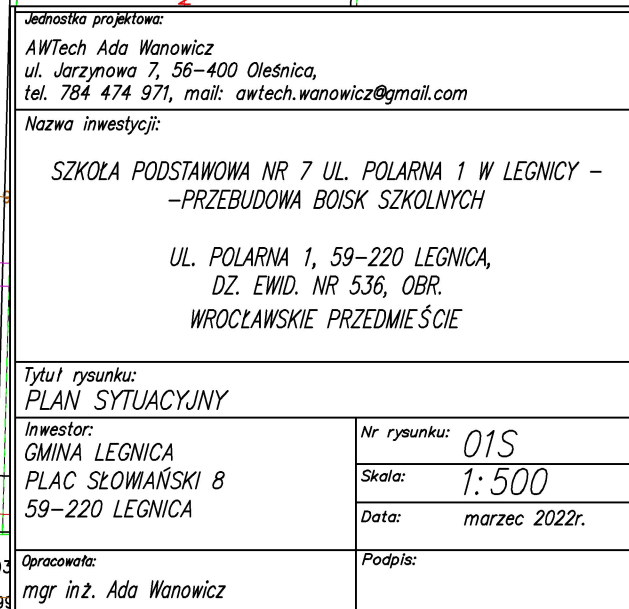 Jednostka projektowa:
AWTech Ada Wanowicz
ul. Jarzynowa 7, 56-400 Oleśnica,
tel. 784 474 971, mail: awtech.wanowicz@gmail.com
Nazwa inwestycji:
SZKOŁA PODSTAWOWA NR 7 UL. POLARNA 1 W LEGNICY -
-PRZEBUDOWA BOISK SZKOLNYCH
UL. POLARNA 1, 59-220 LEGNICA,
DZ. EWID. NR 536, OBR.
WROCŁAWSKIE PRZEDMIEŚCIE
Tytuł rysunku:
PLAN SYTUACYJNY
Inwestor:
GMINA LEGNICA
PLAC SŁOWIAŃSKI 8
59-220 LEGNICA
Nr rysunku: 01S
Skala: 1:500
Data: marzec 2022r.
Opracowała:
mgr inż. Ada Wanowicz
Podpis: